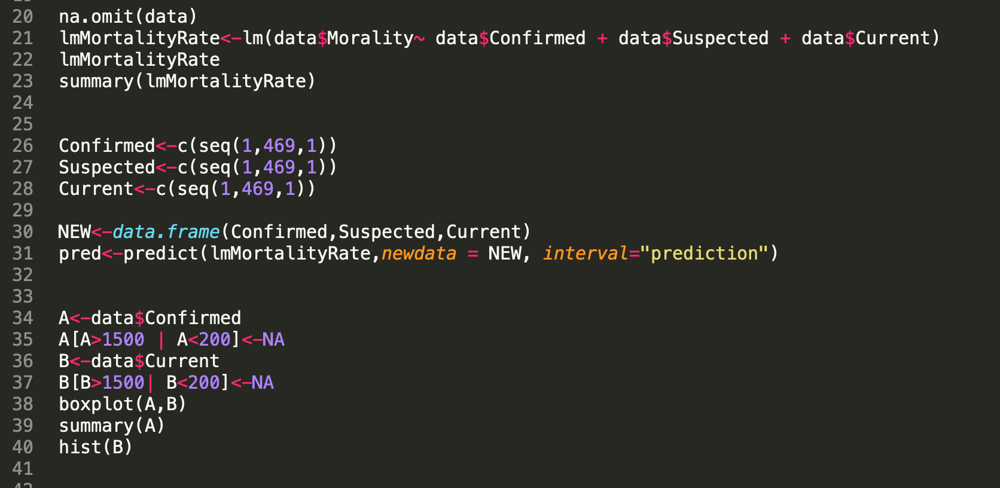 20 na.omit(data)
21 lmMortalityRate<-lm(data$Morality~ data$Confirmed + data$Suspected + data$Current)
22 lmMortalityRate
23 summary(lmMortalityRate)
24
25
26 Confirmed<-c(seq(1,469,1))
27 Suspected<-c(seq(1,469,1))
28 Current<-c(seq(1,469,1))
29
30 NEW<-data.frame(Confirmed,Suspected,Current)
31 pred<-predict(lmMortalityRate,newdata = NEW, interval="prediction")
32
33
34 A<-data$Confirmed
35 A[A>1500 | A<200]<-NA
36 B<-data$Current
37 B[B>1500| B<200]<-NA
38 boxplot(A,B)
39 summary(A)
40 hist(B)
41